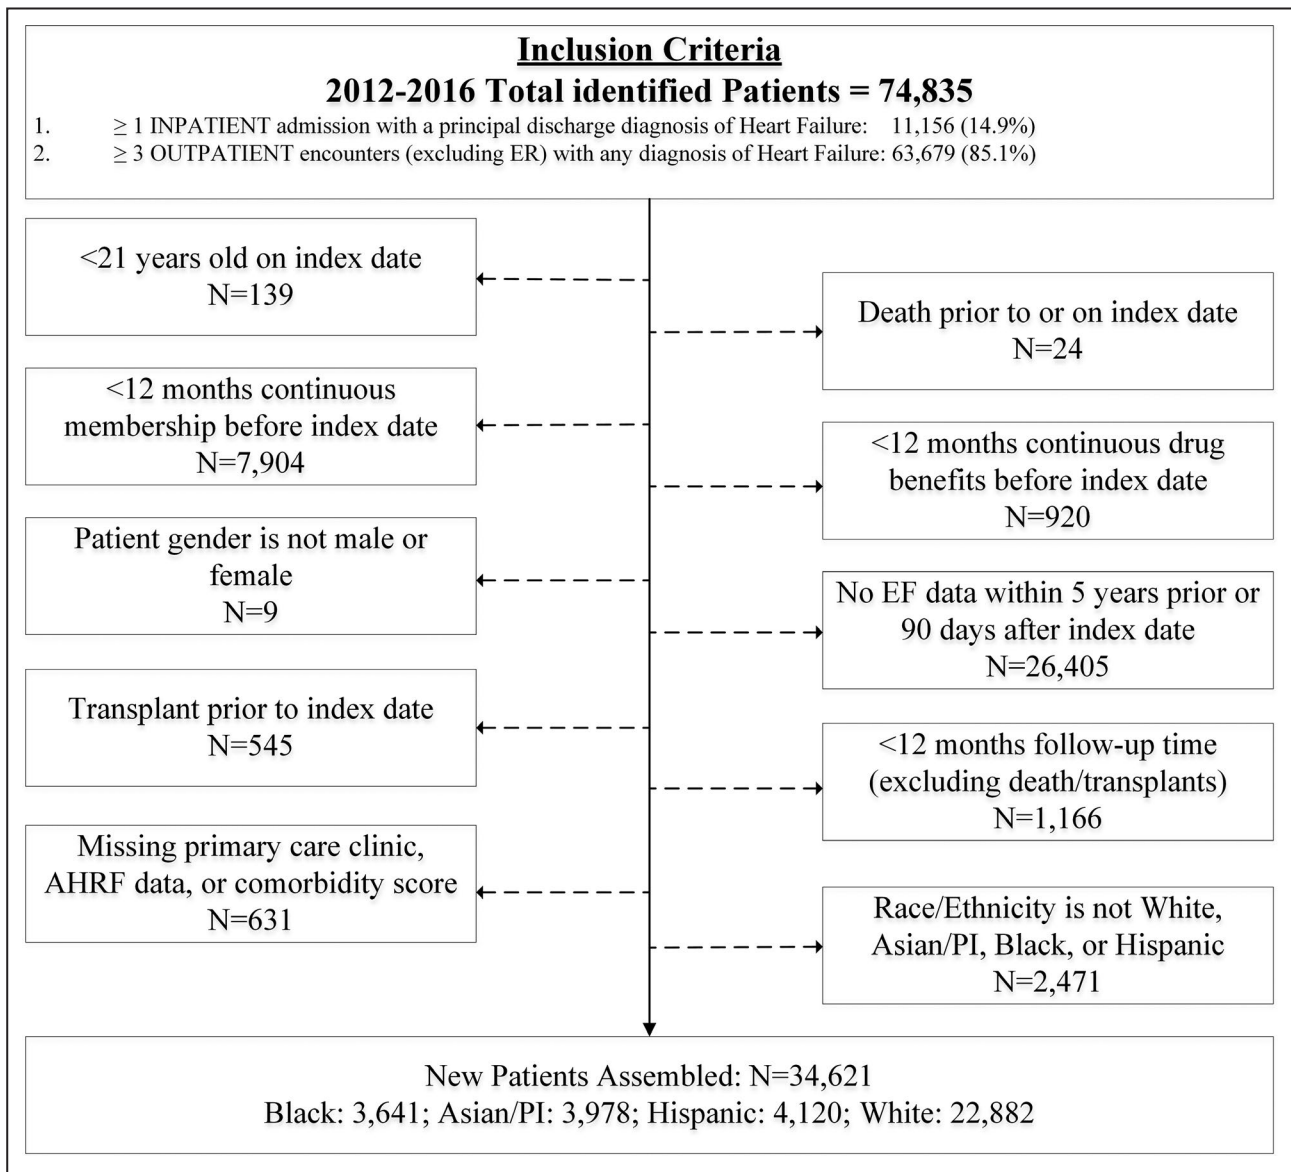 Inclusion Criteria
2012-2016 Total identified Patients = 74,835
1. ≥ 1 INPATIENT admission with a principal discharge diagnosis of Heart Failure: 11,156 (14.9%)
2. ≥ 3 OUTPATIENT encounters (excluding ER) with any diagnosis of Heart Failure: 63,679 (85.1%)
<21 years old on index date
N=139
Death prior to or on index date
N=24
<12 months continuous
membership before index date
N=7,904
<12 months continuous drug
benefits before index date
N=920
Patient gender is not male or
female
N=9
No EF data within 5 years prior or
90 days after index date
N=26,405
Transplant prior to index date
N=545
<12 months follow-up time
(excluding death/transplants)
N=1,166
Missing primary care clinic,
AHRF data, or comorbidity score
N=631
Race/Ethnicity is not White,
Asian/PI, Black, or Hispanic
N=2,471
New Patients Assembled: N=34,621
Black: 3,641; Asian/PI: 3,978; Hispanic: 4,120; White: 22,882